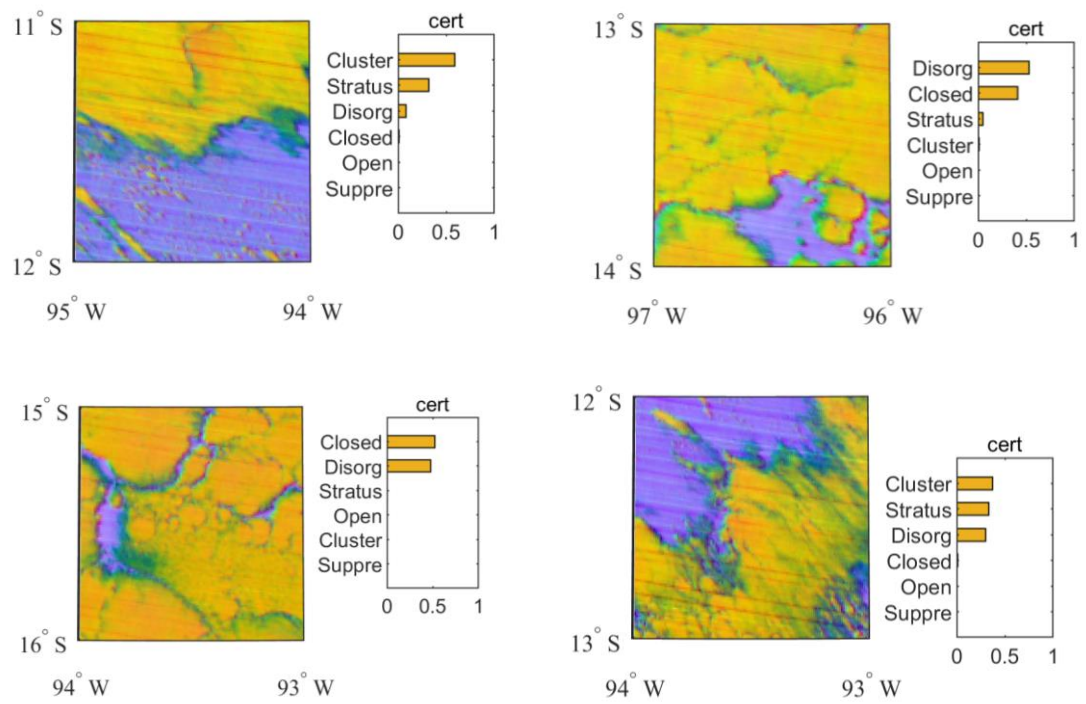 11° S
12° S
95° W
94° W
cert
Cluster
Stratus
Disorg
Closed
Open
Suppre
0 0.5 1
13° S
14° S
97° W
96° W
cert
Disorg
Closed
Stratus
Cluster
Open
Suppre
0 0.5 1
15° S
16° S
94° W
93° W
cert
Closed
Disorg
Stratus
Open
Cluster
Suppre
0 0.5 1
12° S
13° S
94° W
93° W
cert
Cluster
Stratus
Disorg
Closed
Open
Suppre
0 0.5 1